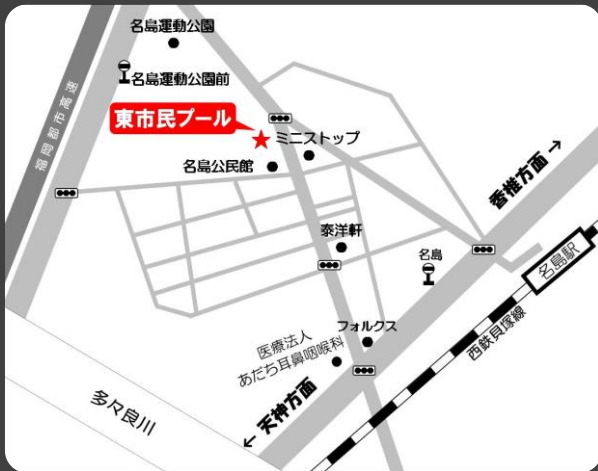 名島運動公園
名島運動公園前
福岡都市高速
東市民プール
ミニストップ
名島公民館
香椎方面→
泰洋軒
名島
名島駅
フォルクス
西鉄貝塚線
医療法人
あだち耳鼻咽喉科
多々良川
←天神方面